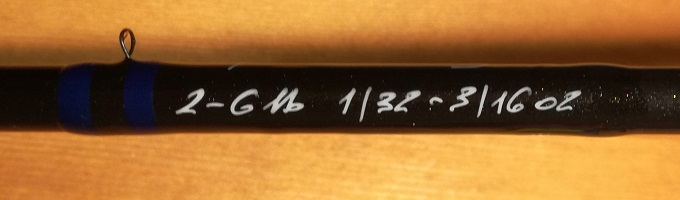 2-6 lb 1/32 - 3/16 oz